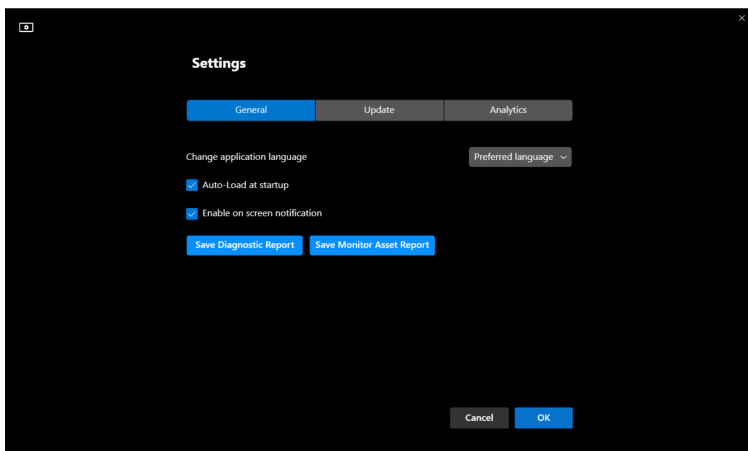 Settings
General Update Analytics
Change application language Preferred language
Auto-Load at startup
Enable on screen notification
Save Diagnostic Report Save Monitor Asset Report
Cancel OK